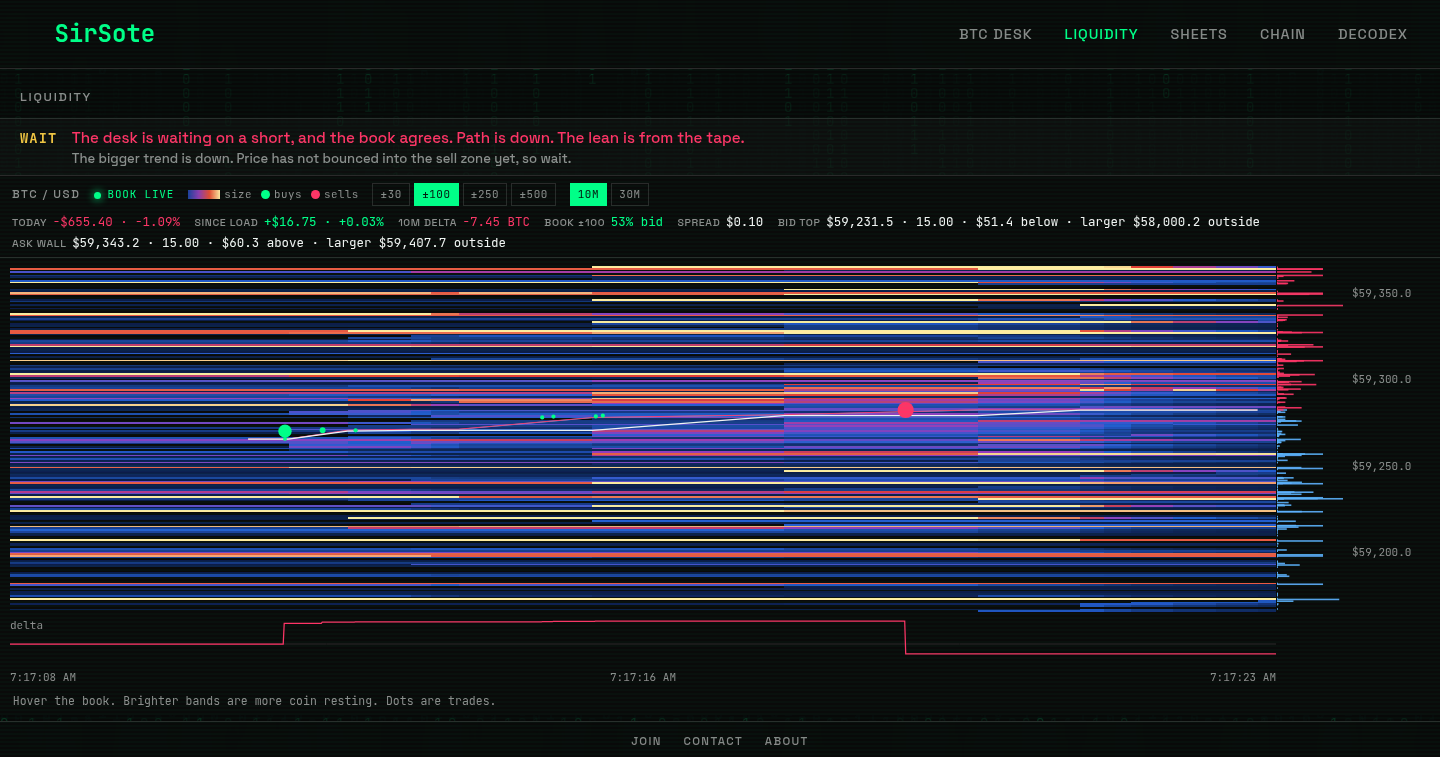 SirSote
BTC DESK LIQUIDITY SHEETS CHAIN DECODEX
LIQUIDITY
WAIT The desk is waiting on a short, and the book agrees. Path is down. The lean is from the tape.
The bigger trend is down. Price has not bounced into the sell zone yet, so wait.
BTC / USD BOOK LIVE size buys sells ±30 ±100 ±250 ±500 10M 30M
TODAY -$655.40 · -1.09% SINCE LOAD +$16.75 · +0.03% 10M DELTA -7.45 BTC BOOK ±100 53% bid SPREAD $0.10 BID TOP $59,231.5 · 15.00 · $51.4 below · larger $58,000.2 outside
ASK WALL $59,343.2 · 15.00 · $60.3 above · larger $59,407.7 outside
$59,350.0
$59,300.0
$59,250.0
$59,200.0
delta
7:17:08 AM 7:17:16 AM 7:17:23 AM
Hover the book. Brighter bands are more coin resting. Dots are trades.
JOIN CONTACT ABOUT